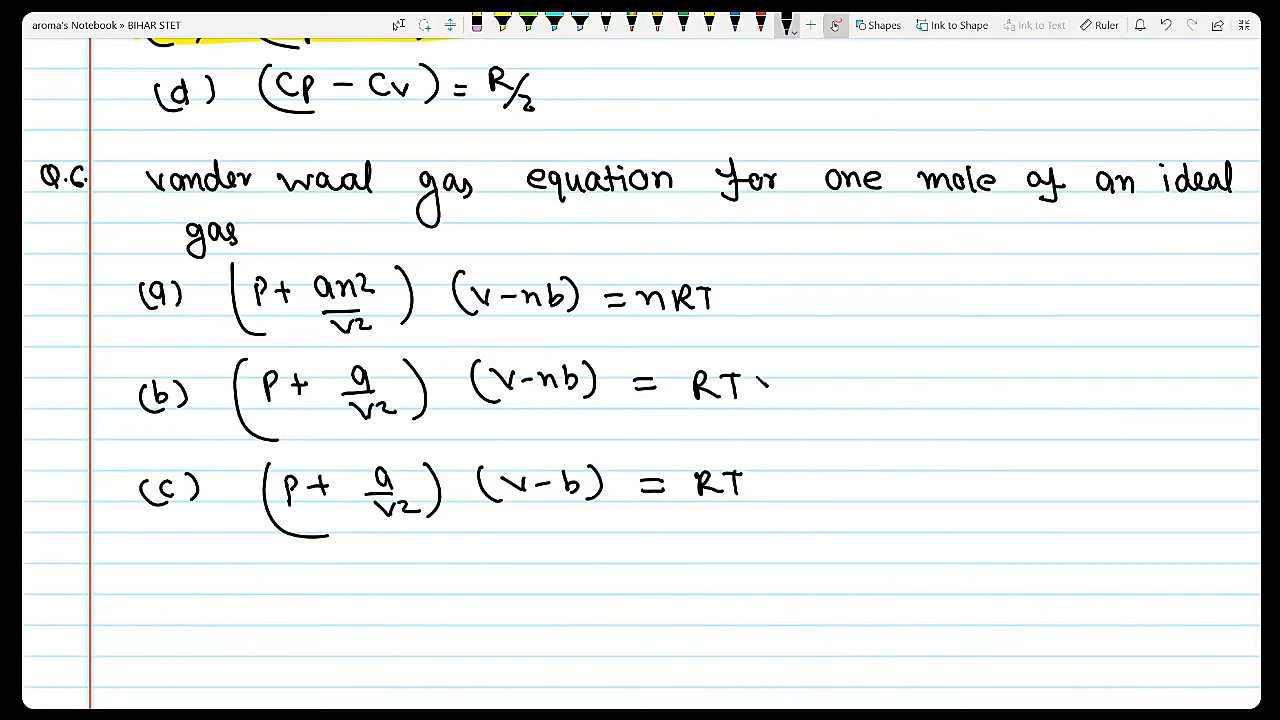 aroma's Notebook » BIHAR STET
Shapes Ink to Shape Ink to Text Ruler
(d) (Cp - Cv) = R/2
Q.6. vander waal gas equation for one mole of an ideal
gas
(a) (P + an2/v2) (v-nb) = nRT
(b) (P + a/v2) (v-nb) = RT
(c) (P + a/v2) (v-b) = RT